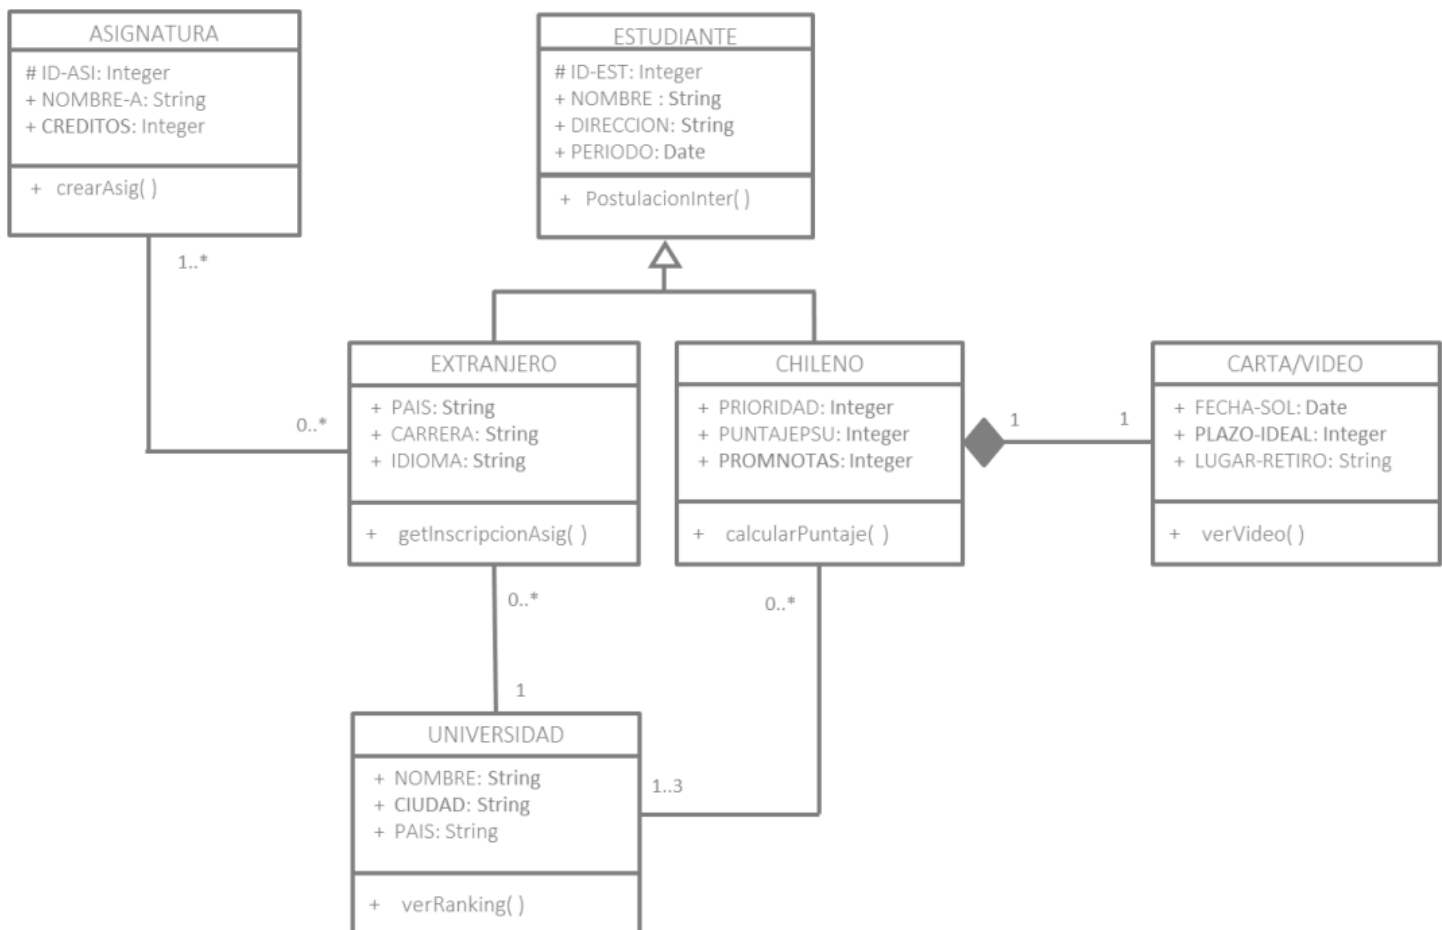 ASIGNATURA
# ID-ASI: Integer
+ NOMBRE-A: String
+ CREDITOS: Integer
+ crearAsig( )
ESTUDIANTE
# ID-EST: Integer
+ NOMBRE : String
+ DIRECCION: String
+ PERIODO: Date
+ PostulacionInter( )
1..*
0..*
EXTRANJERO
+ PAIS: String
+ CARRERA: String
+ IDIOMA: String
+ getInscripcionAsig( )
CHILENO
+ PRIORIDAD: Integer
+ PUNTAJEPSU: Integer
+ PROMNOTAS: Integer
+ calcularPuntaje( )
1
1
CARTA/VIDEO
+ FECHA-SOL: Date
+ PLAZO-IDEAL: Integer
+ LUGAR-RETIRO: String
+ verVideo( )
0..*
0..*
1
1..3
UNIVERSIDAD
+ NOMBRE: String
+ CIUDAD: String
+ PAIS: String
+ verRanking( )